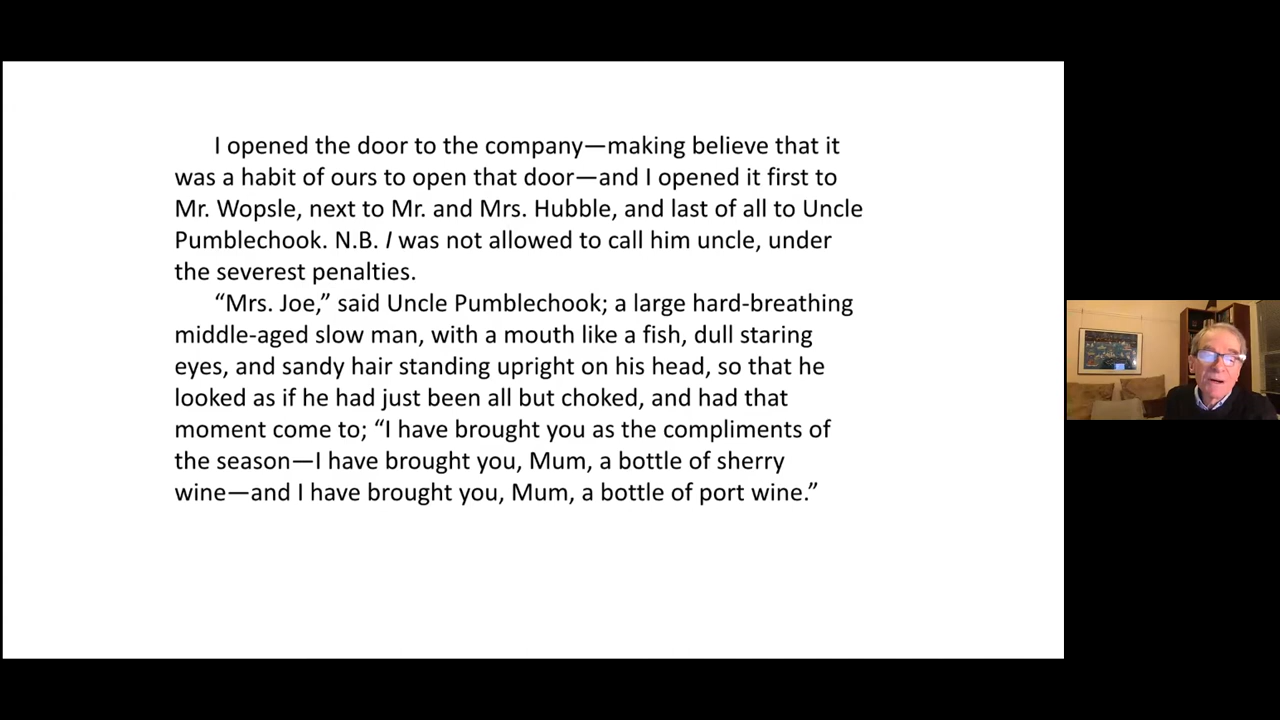 I opened the door to the company—making believe that it
was a habit of ours to open that door—and I opened it first to
Mr. Wopsle, next to Mr. and Mrs. Hubble, and last of all to Uncle
Pumblechook. N.B. I was not allowed to call him uncle, under
the severest penalties.
“Mrs. Joe,” said Uncle Pumblechook; a large hard-breathing
middle-aged slow man, with a mouth like a fish, dull staring
eyes, and sandy hair standing upright on his head, so that he
looked as if he had just been all but choked, and had that
moment come to; “I have brought you as the compliments of
the season—I have brought you, Mum, a bottle of sherry
wine—and I have brought you, Mum, a bottle of port wine.”